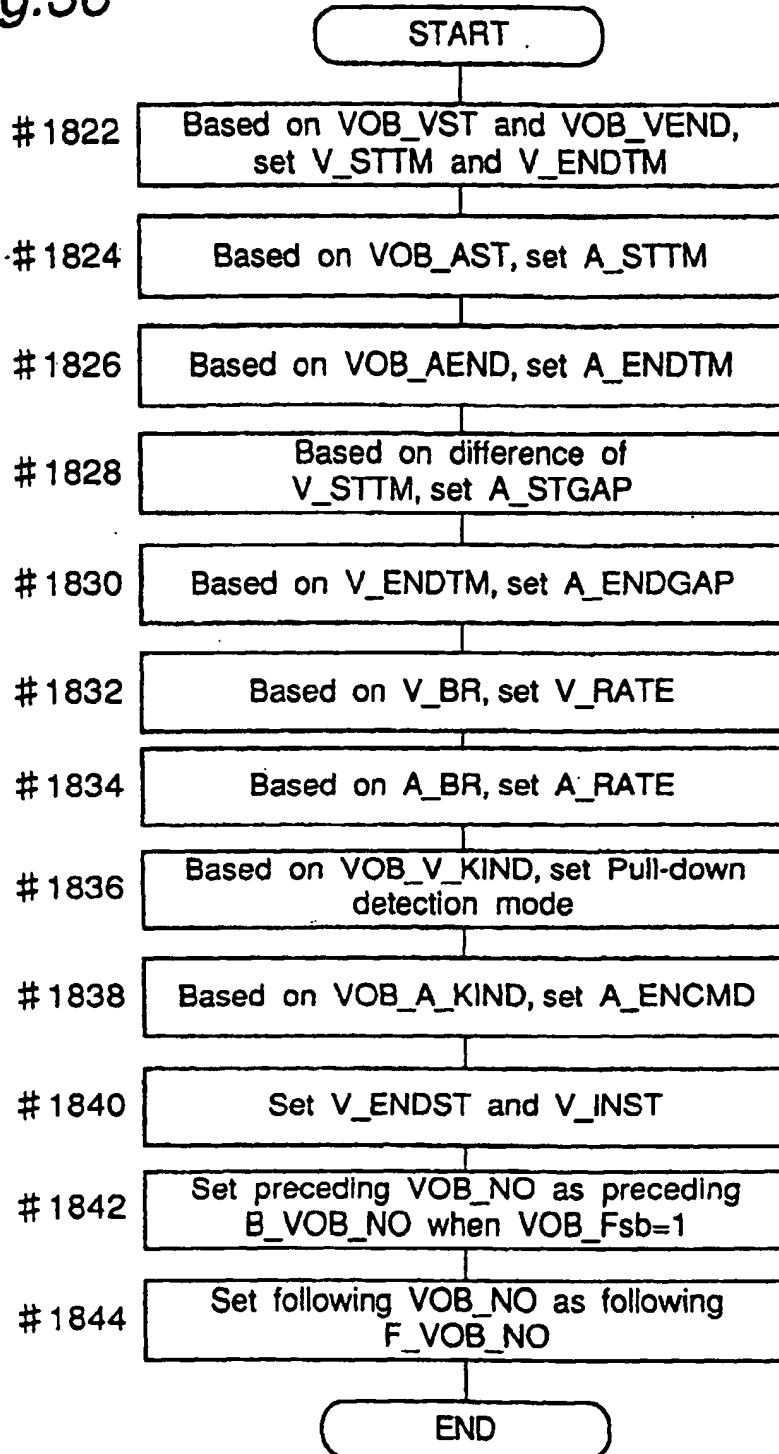 START
#1822
Based on VOB_VST and VOB_VEND,
set V_STTM and V_ENDTM
#1824
Based on VOB_AST, set A_STTM
#1826
Based on VOB_AEND, set A_ENDTM
#1828
Based on difference of
V_STTM, set A_STGAP
#1830
Based on V_ENDTM, set A_ENDGAP
#1832
Based on V_BR, set V_RATE
#1834
Based on A_BR, set A_RATE
#1836
Based on VOB_V_KIND, set Pull-down
detection mode
#1838
Based on VOB_A_KIND, set A_ENCMD
#1840
Set V_ENDST and V_INST
#1842
Set preceding VOB_NO as preceding
B_VOB_NO when VOB_Fsb=1
#1844
Set following VOB_NO as following
F_VOB_NO
END